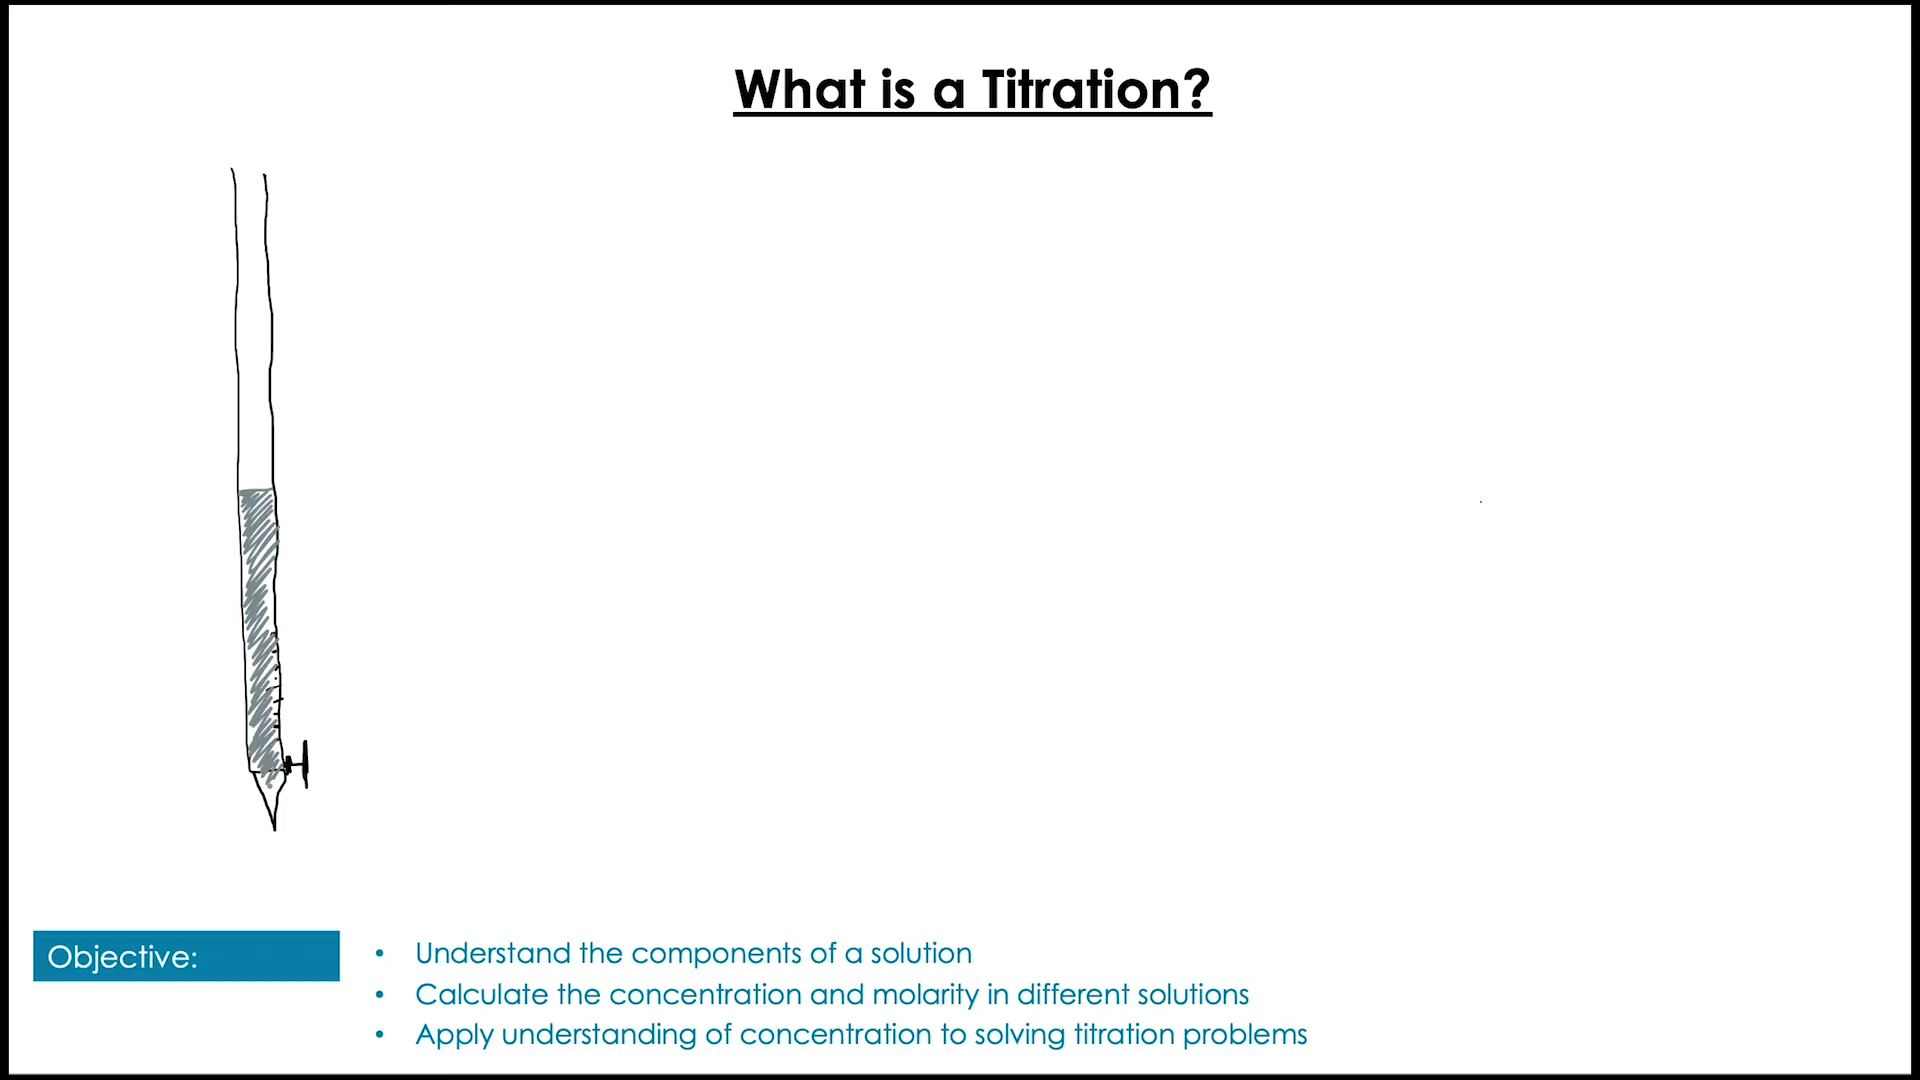 What is a Titration?
Objective:
• Understand the components of a solution
• Calculate the concentration and molarity in different solutions
• Apply understanding of concentration to solving titration problems